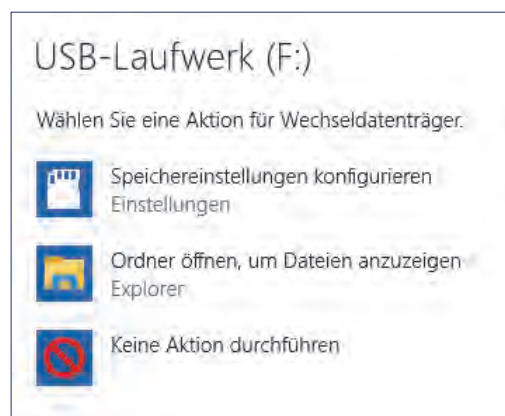 USB-Laufwerk (F:)
Wählen Sie eine Aktion für Wechseldatenträger.
Speichereinstellungen konfigurieren
Einstellungen
Ordner öffnen, um Dateien anzuzeigen
Explorer
Keine Aktion durchführen